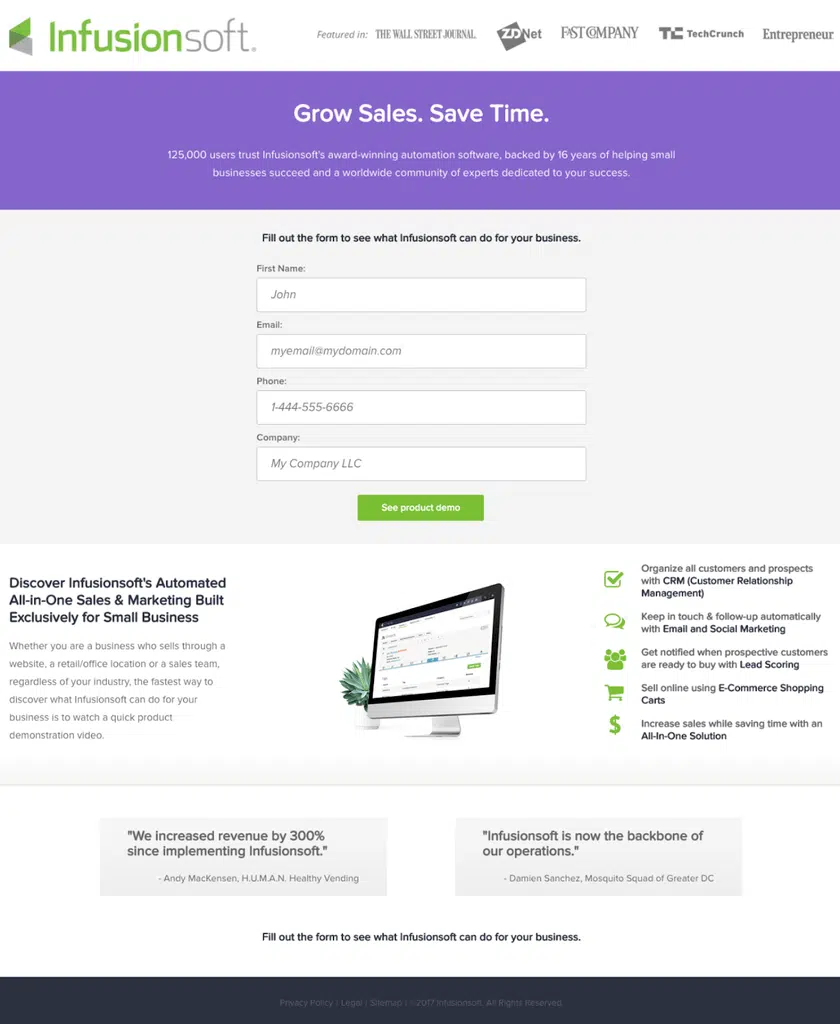 Infusionsoft.
Featured in: THE WALL STREET JOURNAL. ZDNet FAST COMPANY TC TechCrunch Entrepreneur
Grow Sales. Save Time.
125,000 users trust Infusionsoft's award-winning automation software, backed by 16 years of helping small
businesses succeed and a worldwide community of experts dedicated to your success.
Fill out the form to see what Infusionsoft can do for your business.
First Name:
John
Email:
myemail@mydomain.com
Phone:
1-444-555-6666
Company:
My Company LLC
See product demo
Discover Infusionsoft's Automated
All-in-One Sales & Marketing Built
Exclusively for Small Business
Whether you are a business who sells through a
website, a retail/office location or a sales team,
regardless of your industry, the fastest way to
discover what Infusionsoft can do for your
business is to watch a quick product
demonstration video.
Organize all customers and prospects
with CRM (Customer Relationship
Management)
Keep in touch & follow-up automatically
with Email and Social Marketing
Get notified when prospective customers
are ready to buy with Lead Scoring
Sell online using E-Commerce Shopping
Carts
Increase sales while saving time with an
All-In-One Solution
"We increased revenue by 300%
since implementing Infusionsoft."
- Andy MacKensen, H.U.M.A.N. Healthy Vending
"Infusionsoft is now the backbone of
our operations."
- Damien Sanchez, Mosquito Squad of Greater DC
Fill out the form to see what Infusionsoft can do for your business.
Privacy Policy | Legal | Sitemap | ©2017 Infusionsoft. All Rights Reserved.